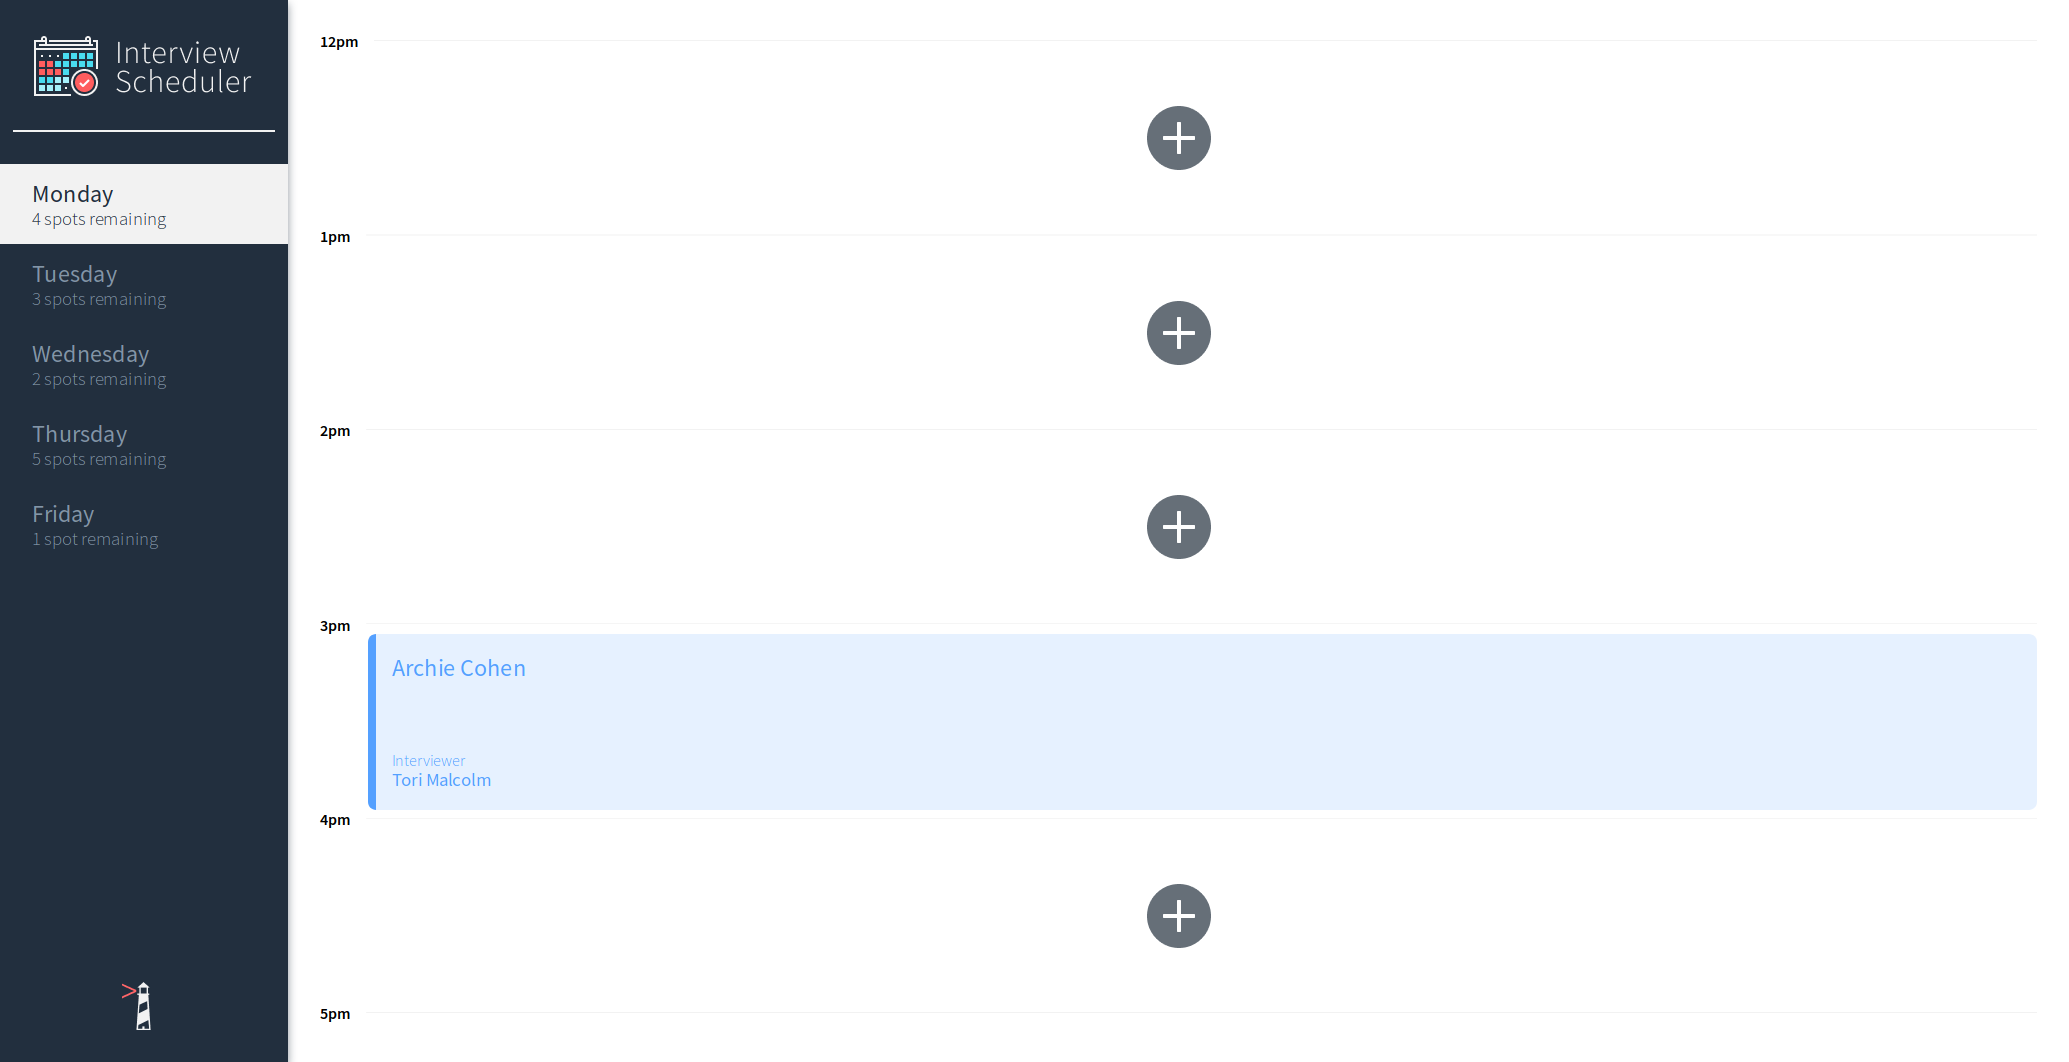 Interview
Scheduler
Monday
4 spots remaining
Tuesday
3 spots remaining
Wednesday
2 spots remaining
Thursday
5 spots remaining
Friday
1 spot remaining
12pm
1pm
2pm
3pm
Archie Cohen
Interviewer
Tori Malcolm
4pm
5pm